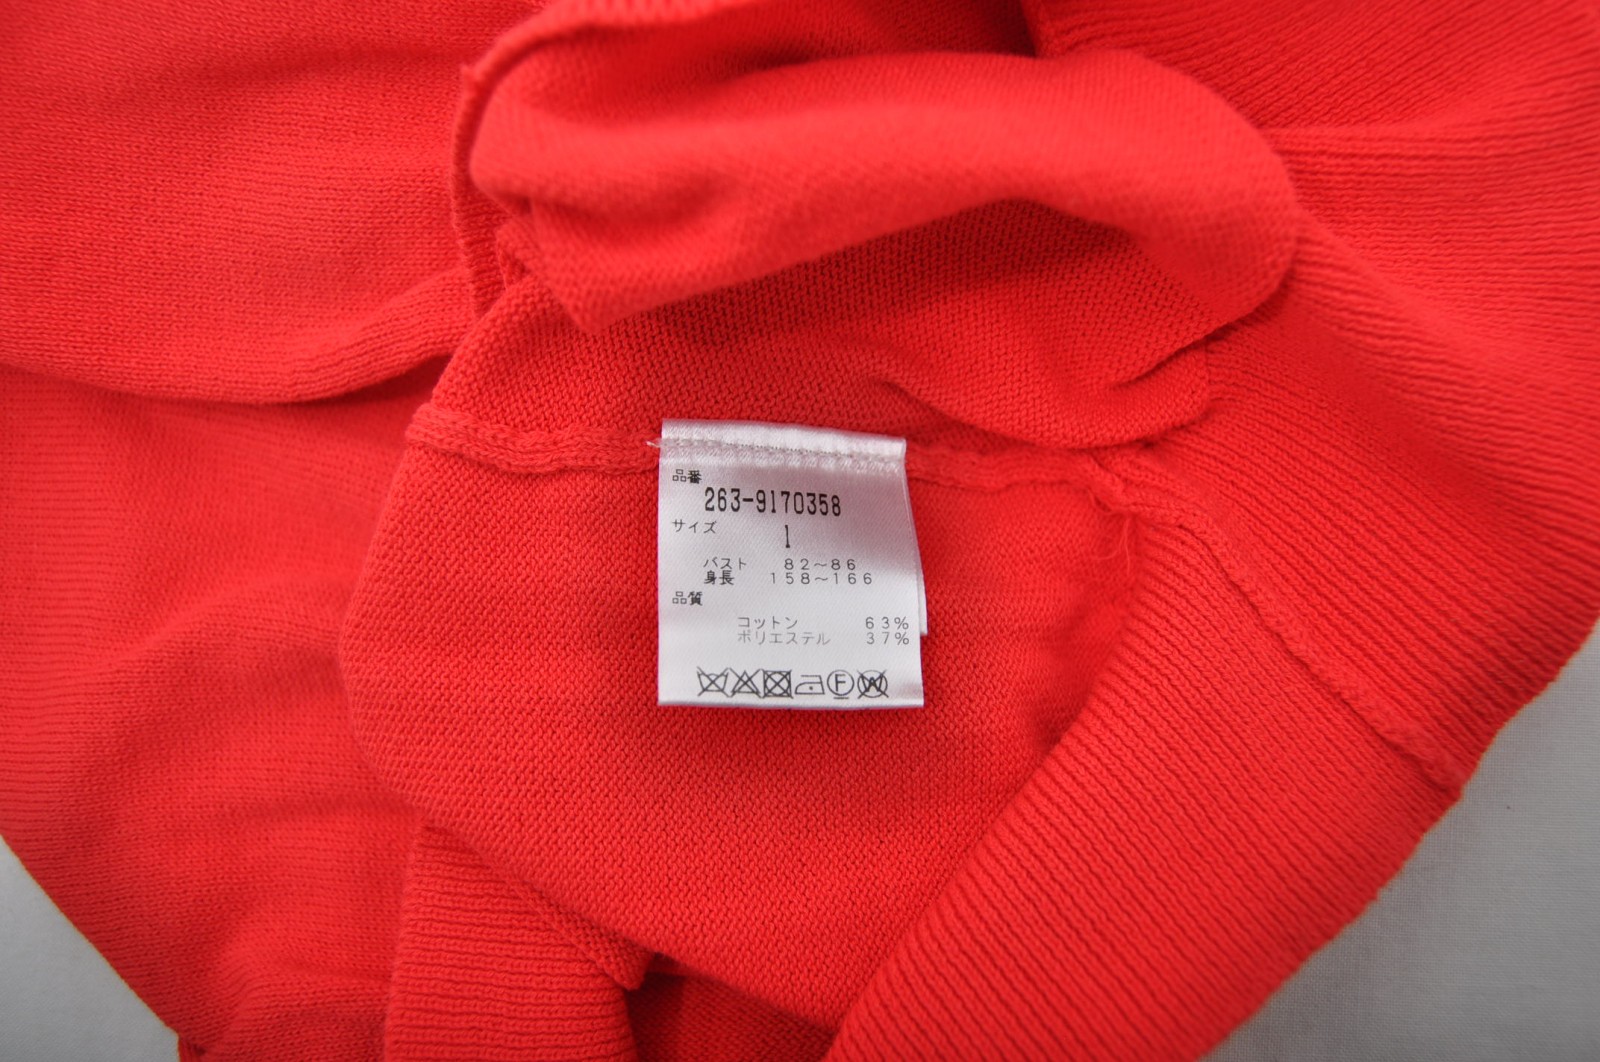 品番
263-9170358
サイズ
1
バスト 82~86
身長 158~166
品質
コットン 63%
ポリエステル 37%
F W